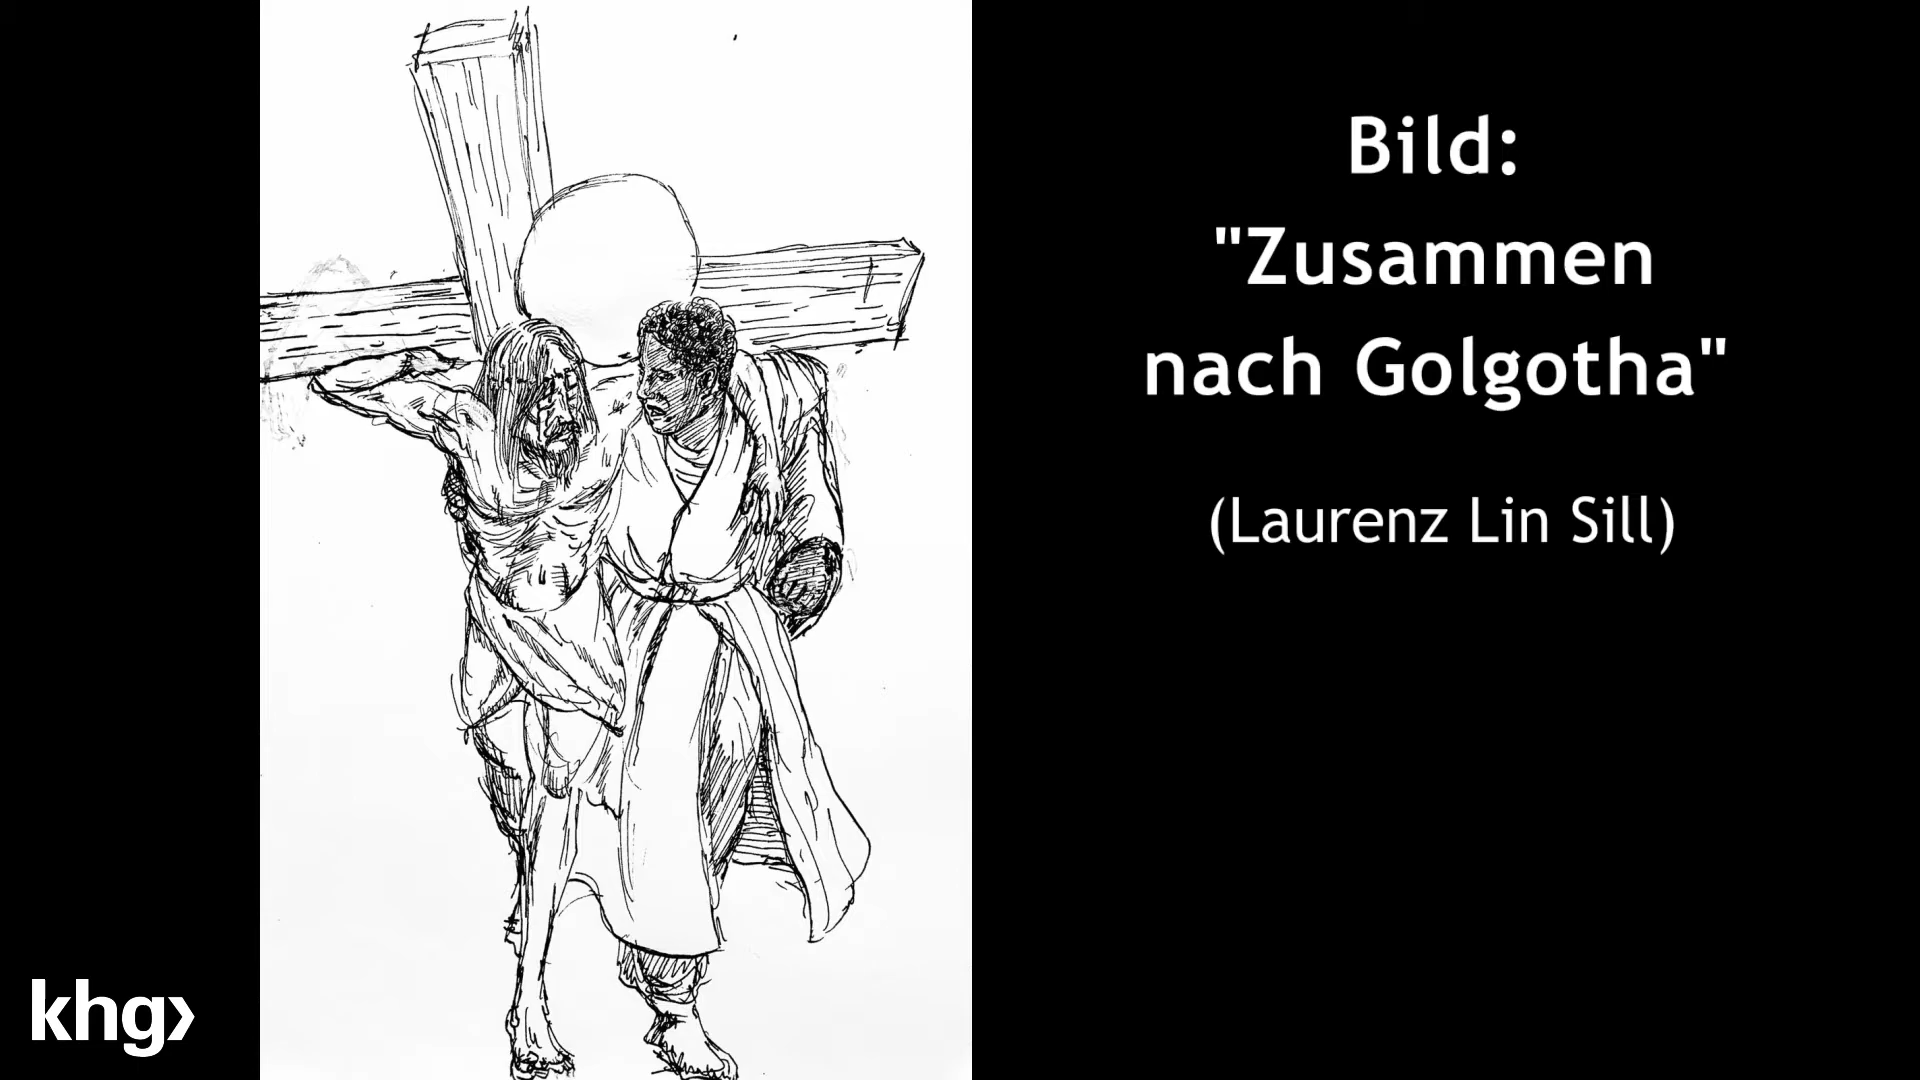 Bild:
"Zusammen
nach Golgotha"
(Laurenz Lin Sill)
khg›